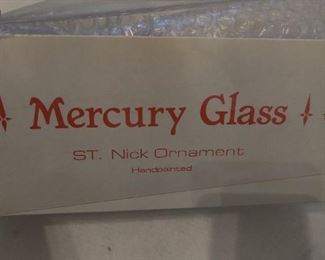 Mercury Glass
ST. Nick Ornament
Handpainted